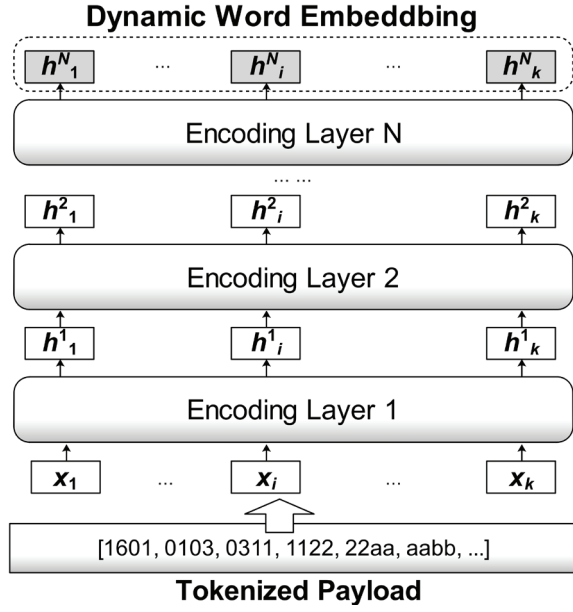 Dynamic Word Embeddbing
h^N_1 ... h^N_i ... h^N_k
Encoding Layer N
... ...
h^2_1 h^2_i h^2_k
Encoding Layer 2
h^1_1 h^1_i h^1_k
Encoding Layer 1
x_1 ... x_i ... x_k
[1601, 0103, 0311, 1122, 22aa, aabb, ...]
Tokenized Payload